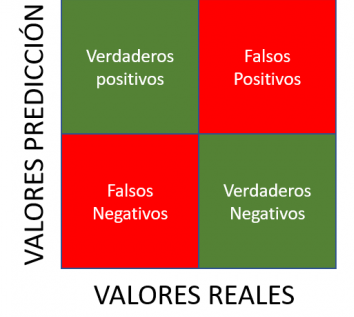 VALORES PREDICCIÓN
Verdaderos
positivos
Falsos
Positivos
Falsos
Negativos
Verdaderos
Negativos
VALORES REALES